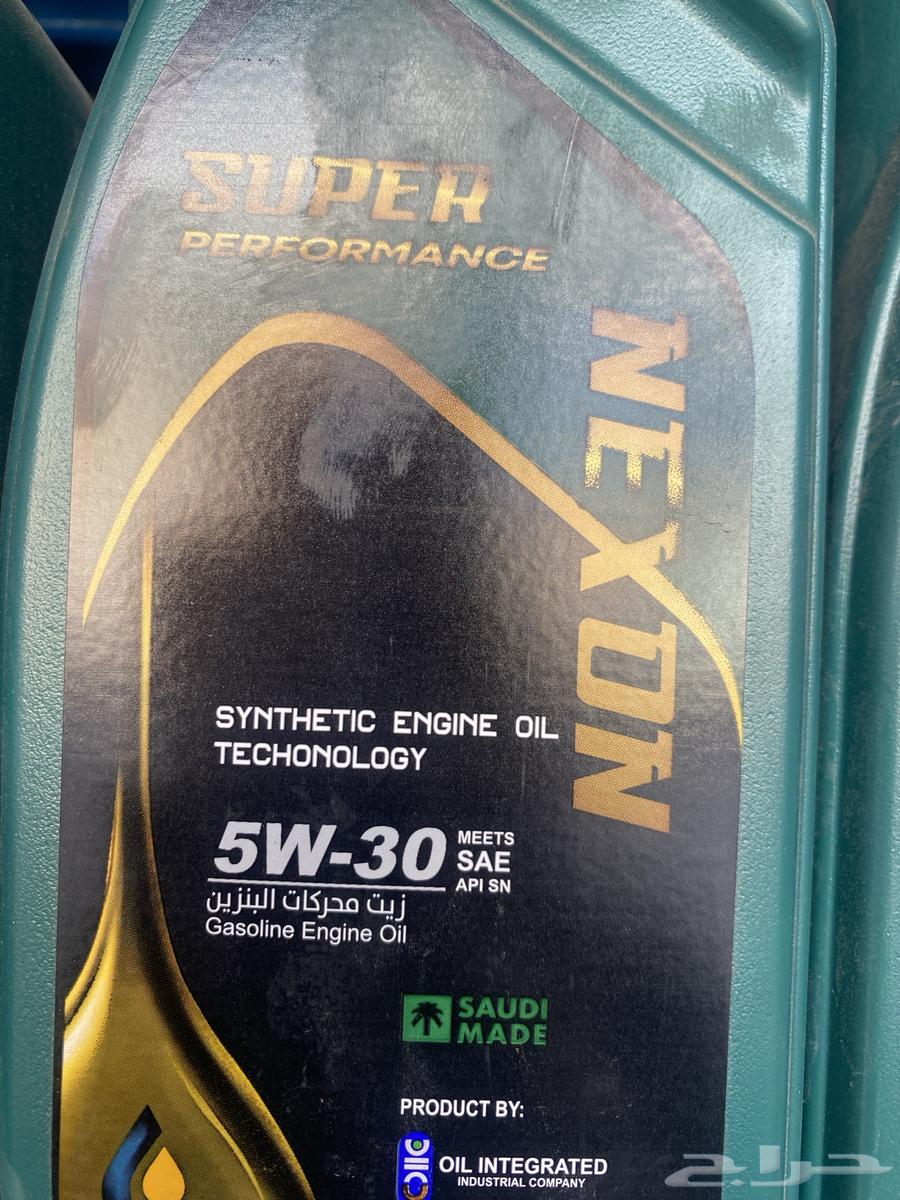 SUPER
PERFORMANCE
NEXON
SYNTHETIC ENGINE OIL
TECHONOLOGY
5W-30
MEETS
SAE
API SN
زيت محركات البنزين
Gasoline Engine Oil
SAUDI
MADE
PRODUCT BY:
OIL INTEGRATED
INDUSTRIAL COMPANY
حراج